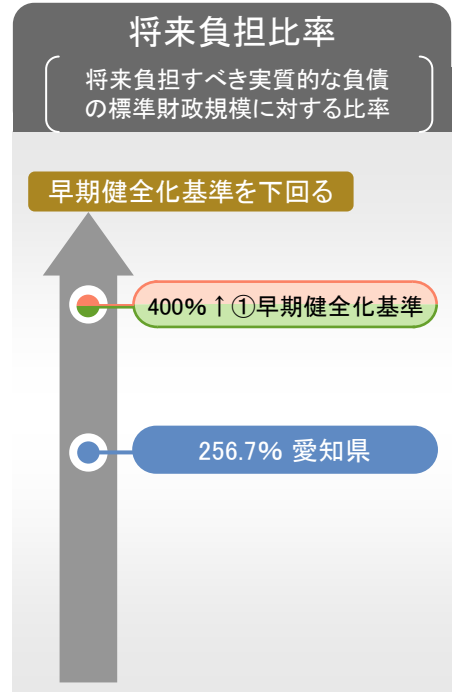 将来負担比率
将来負担すべき実質的な負債
の標準財政規模に対する比率
早期健全化基準を下回る
400%↑①早期健全化基準
256.7% 愛知県